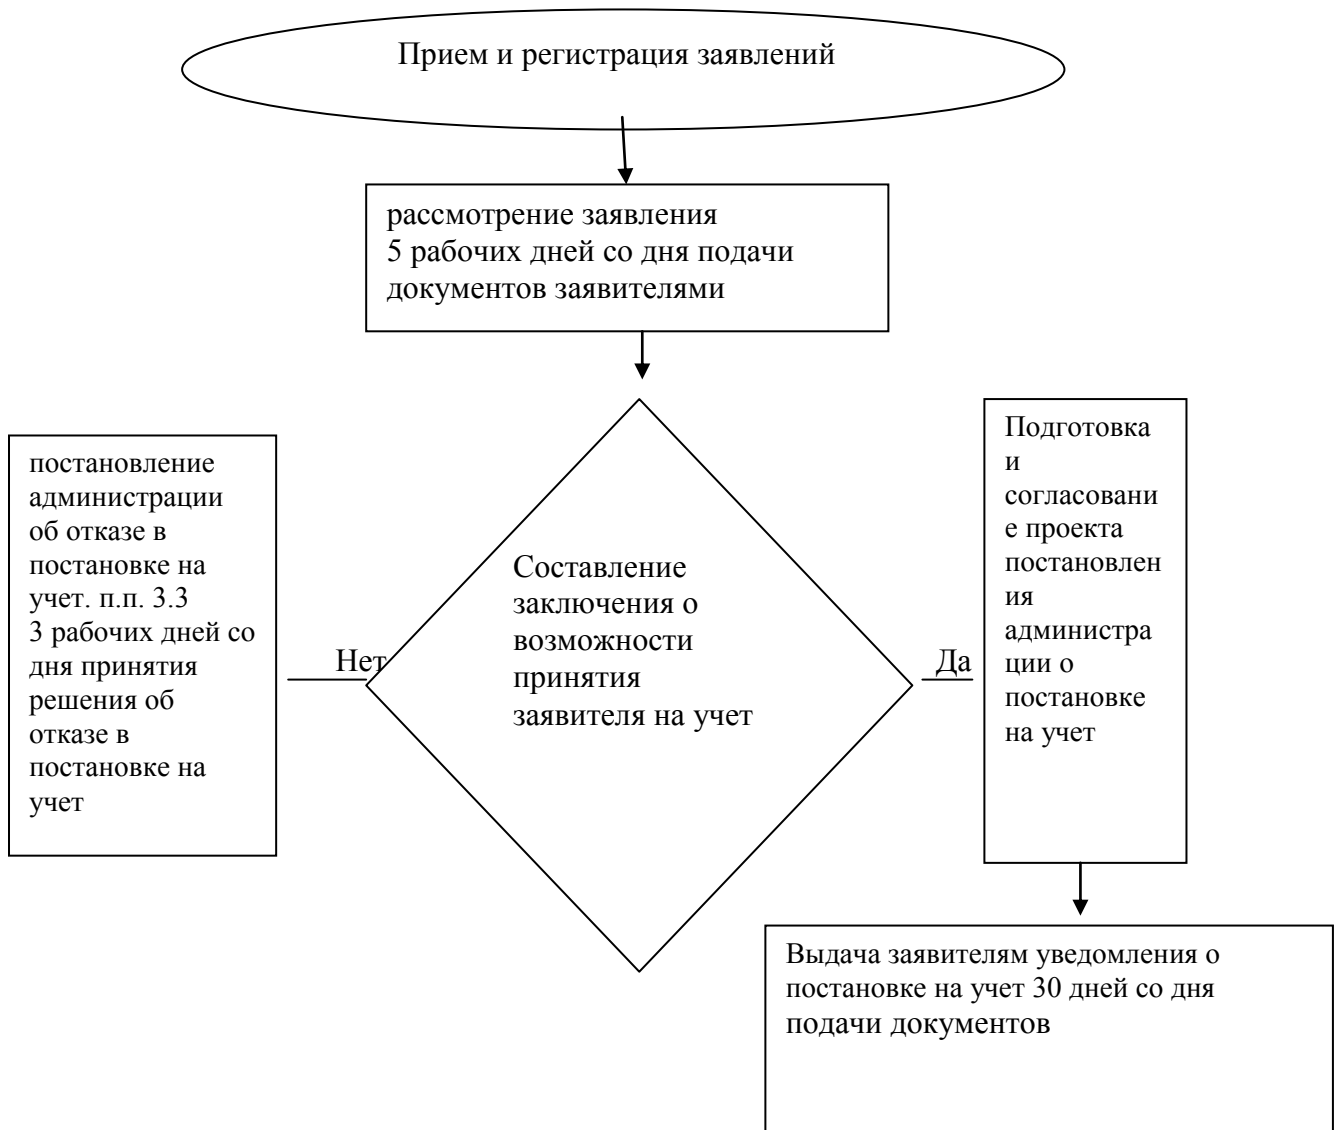 Прием и регистрация заявлений
рассмотрение заявления
5 рабочих дней со дня подачи
документов заявителями
постановление
администрации
об отказе в
постановке на
учет. п.п. 3.3
3 рабочих дней со
дня принятия
решения об
отказе в
постановке на
учет
Нет
Составление
заключения о
возможности
принятия
заявителя на учет
Да
Подготовка
и
согласовани
е проекта
постановлен
ия
администра
ции о
постановке
на учет
Выдача заявителям уведомления о
постановке на учет 30 дней со дня
подачи документов